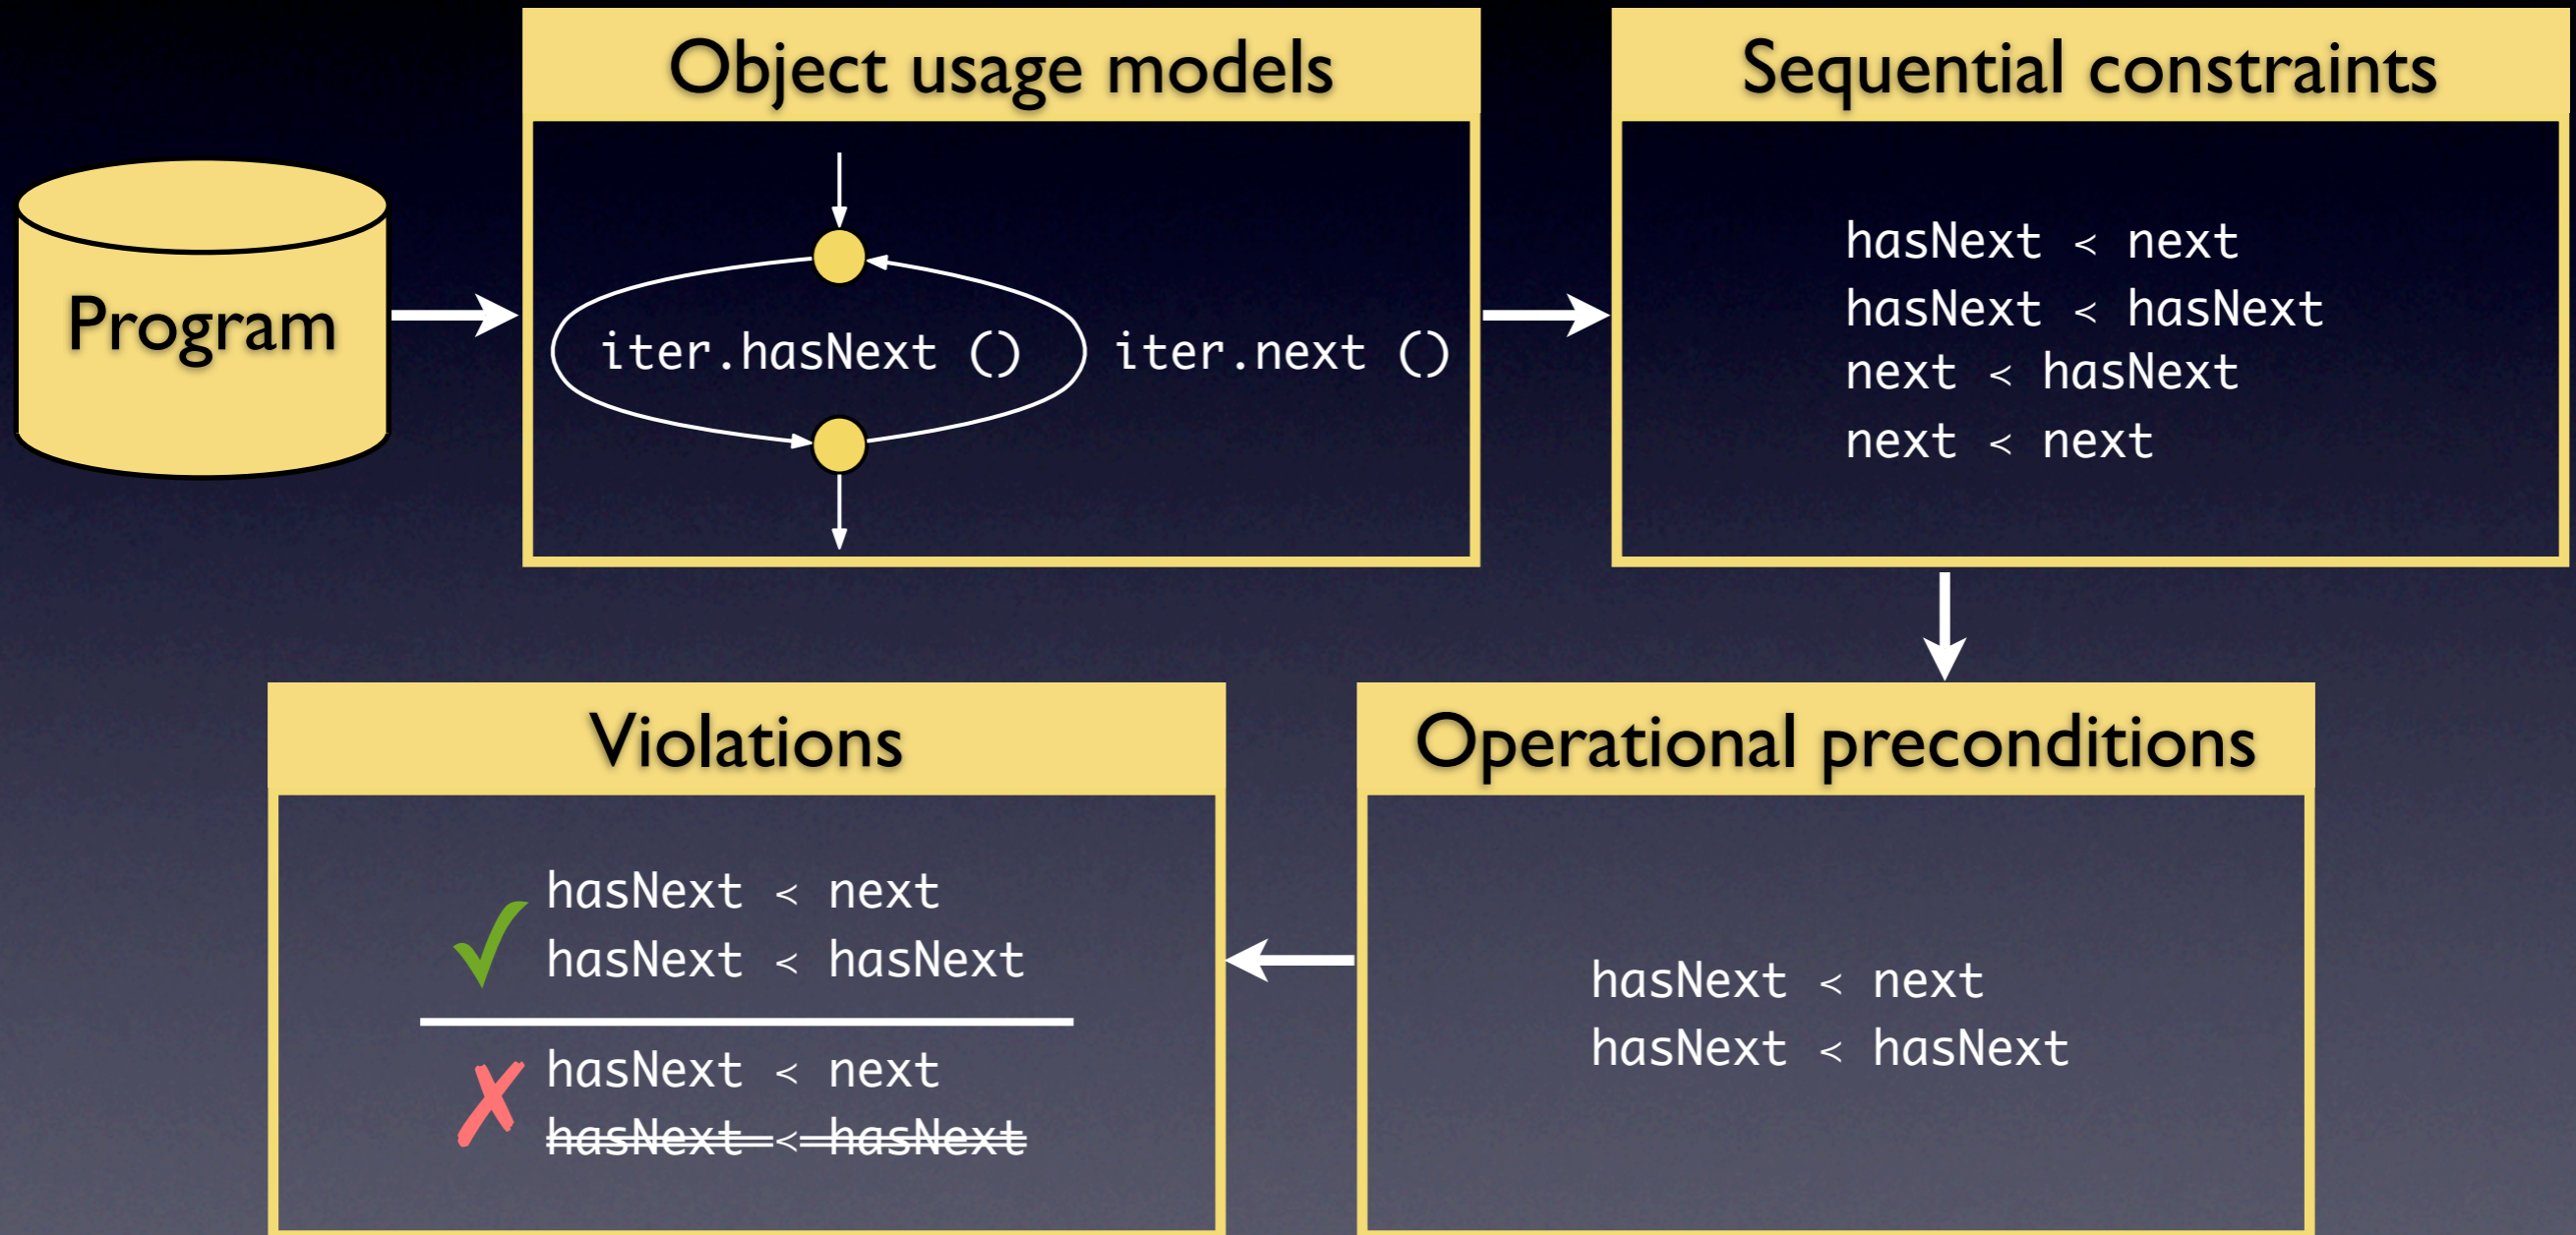 Object usage models
Sequential constraints
Program
iter.hasNext () iter.next ()
hasNext ≺ next
hasNext ≺ hasNext
next ≺ hasNext
next ≺ next
Violations
hasNext ≺ next
hasNext ≺ hasNext
hasNext ≺ next
hasNext ≺ hasNext
Operational preconditions
hasNext ≺ next
hasNext ≺ hasNext